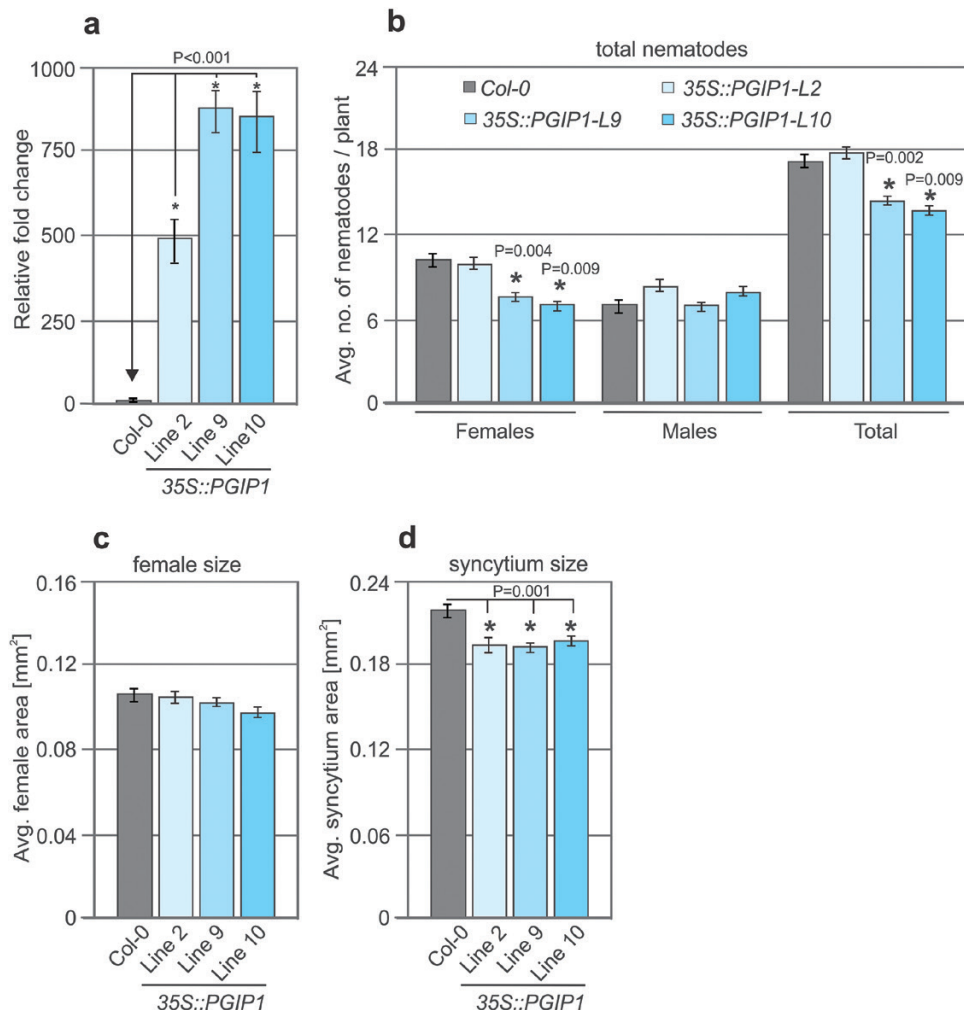 a
P<0.001
1000
750
500
250
0
Relative fold change
* * *
Col-0
Line 2
Line 9
Line10
35S::PGIP1
b
total nematodes
24
18
12
6
0
Avg. no. of nematodes / plant
Col-0
35S::PGIP1-L2
35S::PGIP1-L9
35S::PGIP1-L10
P=0.004
*
P=0.009
*
P=0.002
*
P=0.009
*
Females
Males
Total
c
female size
0.16
0.12
0.08
0.04
0
Avg. female area [mm²]
Col-0
Line 2
Line 9
Line 10
35S::PGIP1
d
syncytium size
0.24
0.18
0.12
0.06
0
Avg. syncytium area [mm²]
P=0.001
* * *
Col-0
Line 2
Line 9
Line 10
35S::PGIP1